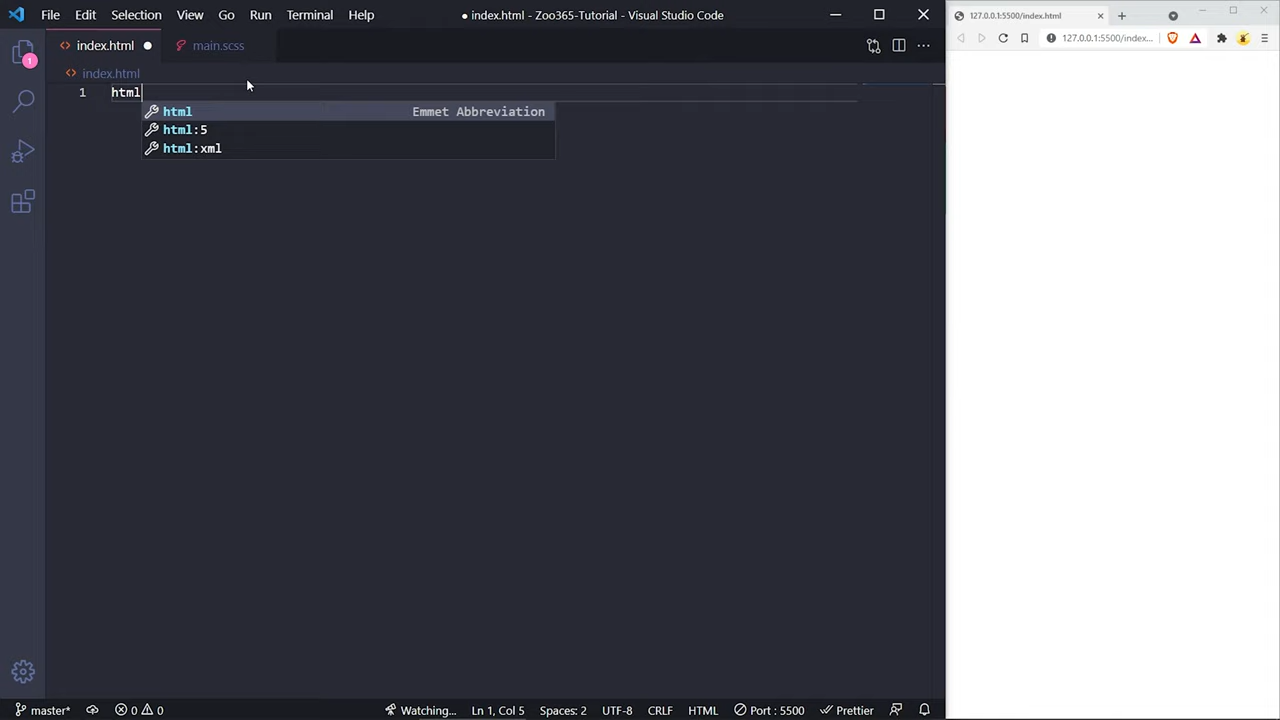 File Edit Selection View Go Run Terminal Help ● index.html - Zoo365-Tutorial - Visual Studio Code
127.0.0.1:5500/index.html
index.html main.scss
127.0.0.1:5500/index...
1
index.html
1 html
html Emmet Abbreviation
html:5
html:xml
master* 0 0 Watching... Ln 1, Col 5 Spaces: 2 UTF-8 CRLF HTML Port : 5500 Prettier